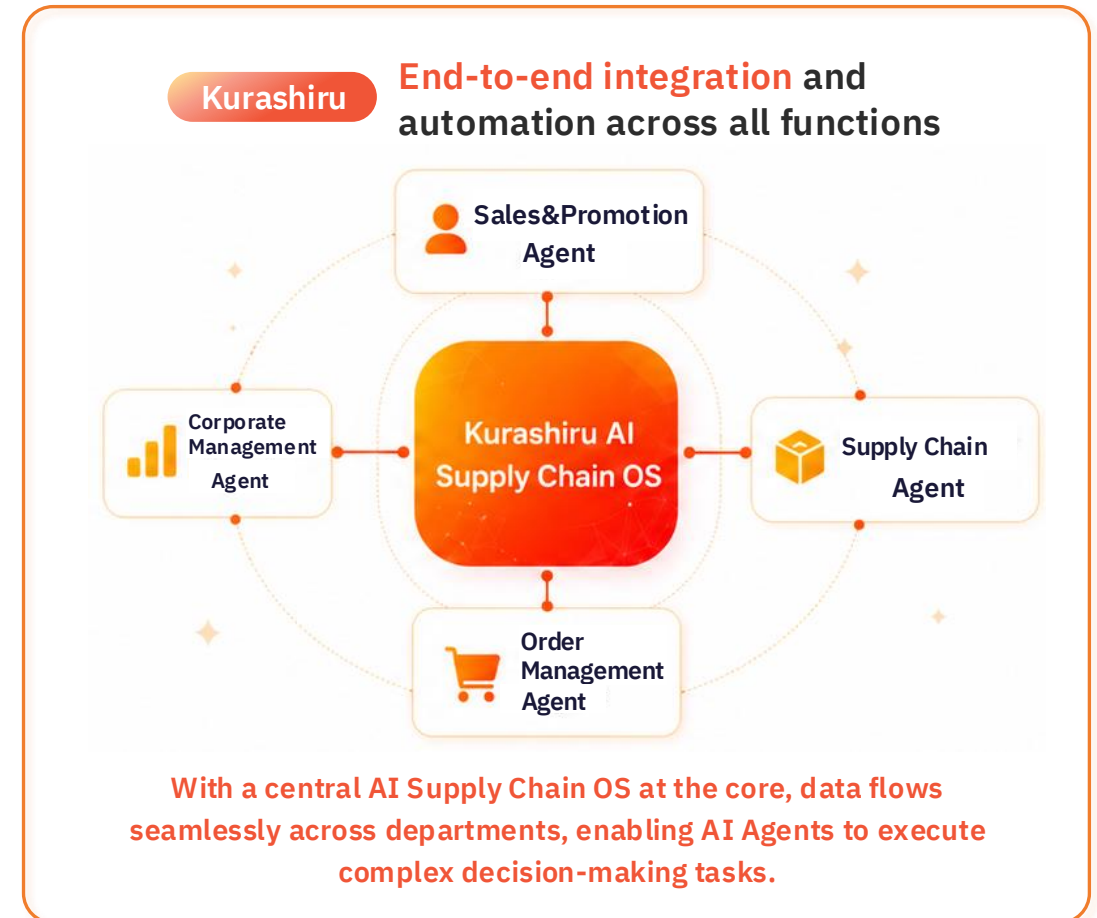 Kurashiru
End-to-end integration and
automation across all functions
Sales&Promotion
Agent
Corporate
Management
Agent
Kurashiru AI
Supply Chain OS
Supply Chain
Agent
Order
Management
Agent
With a central AI Supply Chain OS at the core, data flows
seamlessly across departments, enabling AI Agents to execute
complex decision-making tasks.